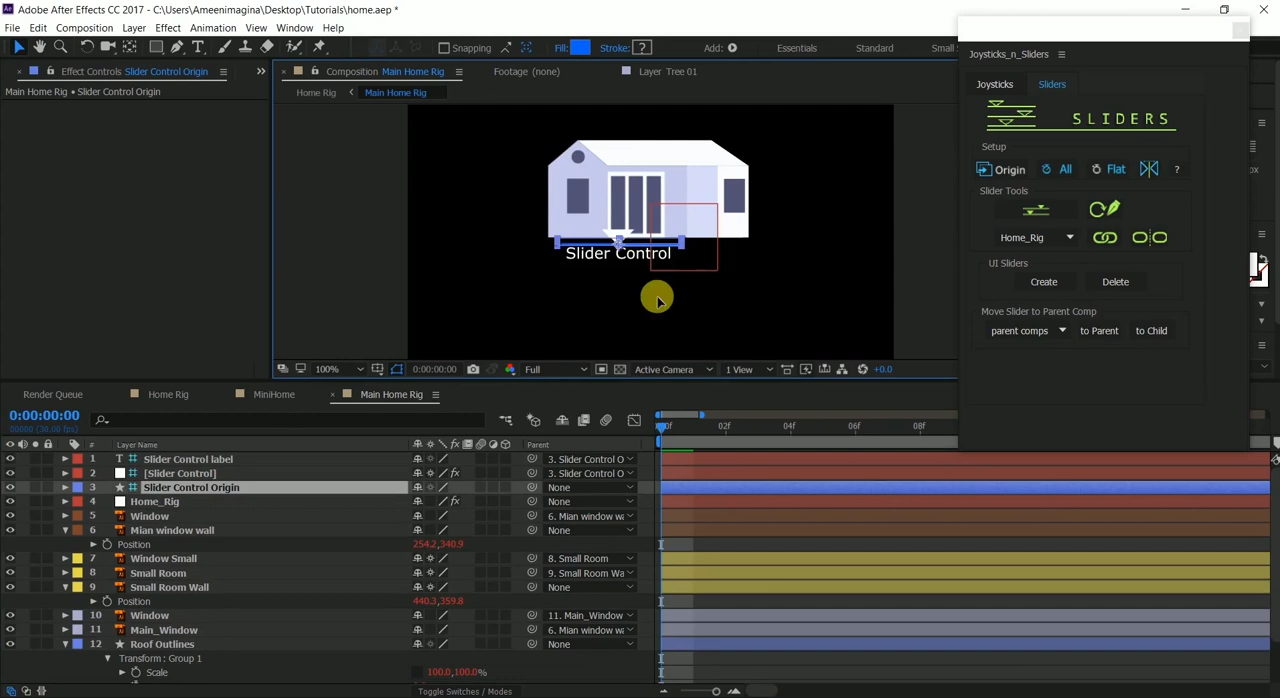 Adobe After Effects CC 2017 - C:\Users\Ameenimagina\Desktop\Tutorials\home.aep *
File Edit Composition Layer Effect Animation View Window Help
Snapping Fill: Stroke: ? Add: Essentials Standard Small
Joysticks_n_Sliders
Effect Controls Slider Control Origin
Composition Main Home Rig
Footage (none)
Layer Tree 01
Main Home Rig • Slider Control Origin
Home Rig Main Home Rig
Joysticks Sliders
SLIDERS
Setup
Origin All Flat ?
Slider Tools
Home_Rig
UI Sliders
Create Delete
Move Slider to Parent Comp
parent comps to Parent to Child
Slider Control
100% 0:00:00:00 Full Active Camera 1 View +0.0
Render Queue Home Rig MiniHome Main Home Rig
0:00:00:00
00000 (30.00 fps)
02f 04f 06f 08f
# Layer Name Parent
1 T Slider Control label 3. Slider Control O
2 [Slider Control] fx 3. Slider Control O
3 Slider Control Origin None
4 Home_Rig fx None
5 Window 6. Mian window wa
6 Mian window wall None
Position 254.2,340.9
7 Window Small 8. Small Room
8 Small Room 9. Small Room Wa
9 Small Room Wall None
Position 440.3,359.8
10 Window 11. Main_Window
11 Main_Window 6. Mian window wa
12 Roof Outlines None
Transform : Group 1
Scale 100.0,100.0%
Toggle Switches / Modes